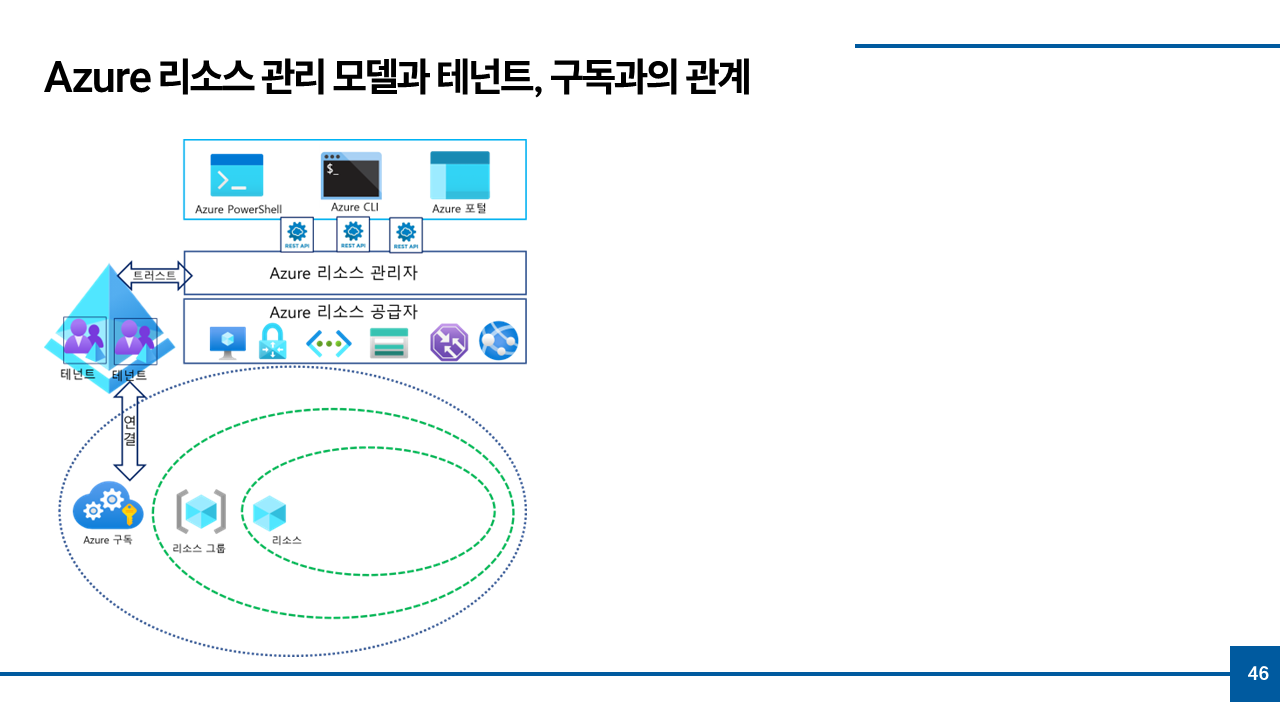 Azure 리소스 관리 모델과 테넌트, 구독과의 관계
$_
Azure PowerShell
Azure CLI
Azure 포털
REST API
REST API
REST API
트러스트
Azure 리소스 관리자
Azure 리소스 공급자
테넌트
테넌트
연
결
Azure 구독
리소스 그룹
리소스
46